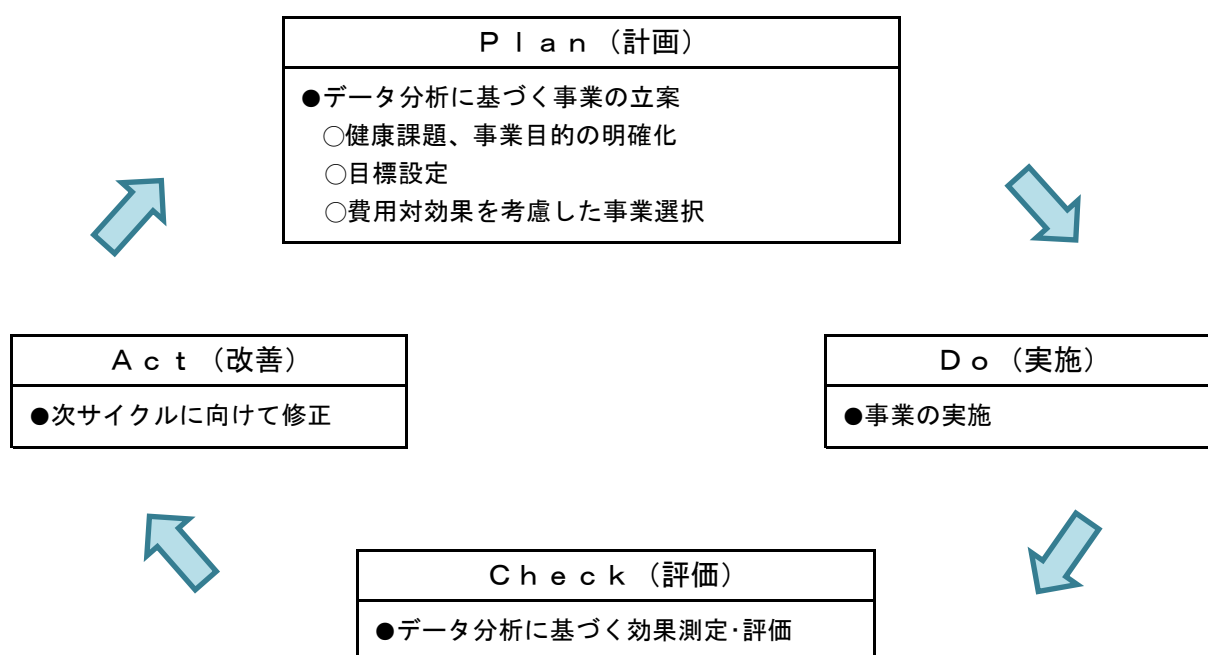 Ｐｌａｎ（計画）
●データ分析に基づく事業の立案
○健康課題、事業目的の明確化
○目標設定
○費用対効果を考慮した事業選択
Ａｃｔ（改善）
●次サイクルに向けて修正
Ｄｏ（実施）
●事業の実施
Ｃｈｅｃｋ（評価）
●データ分析に基づく効果測定･評価